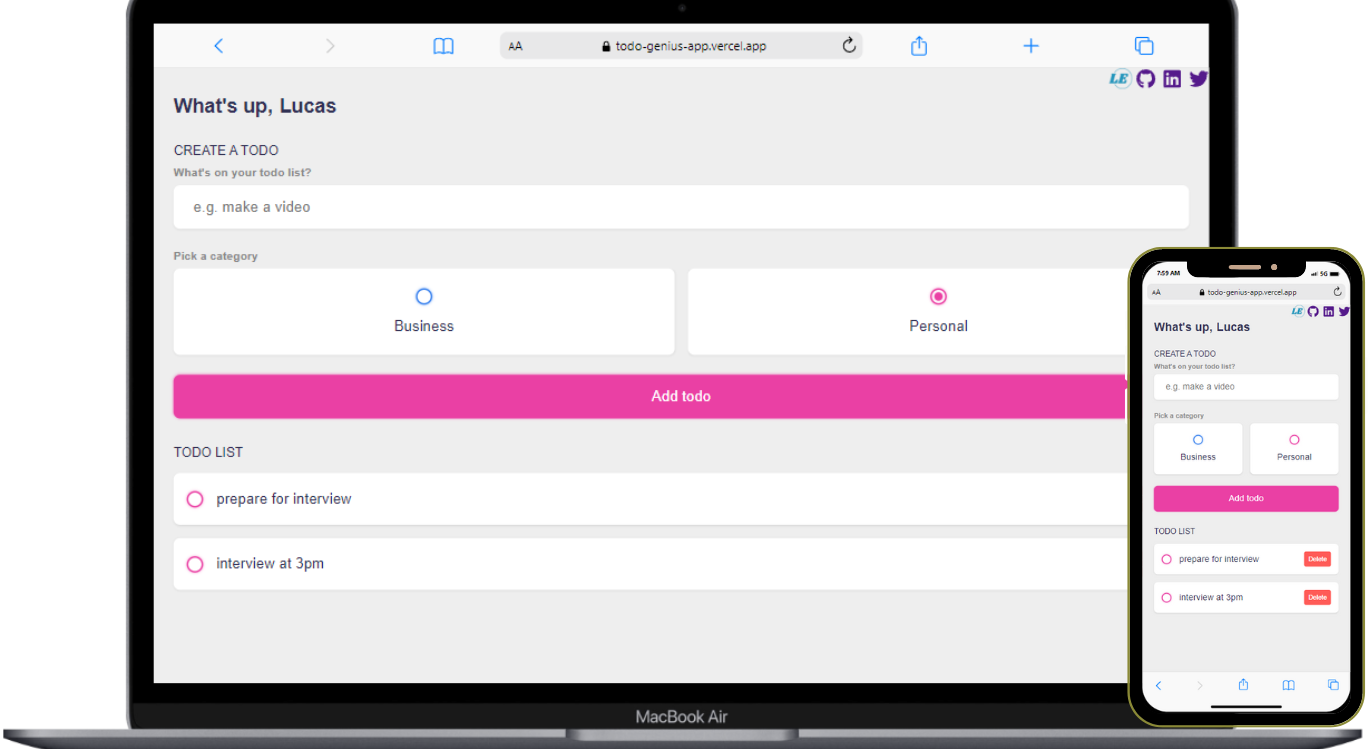 AA todo-genius-app.vercel.app
LE
What's up, Lucas
CREATE A TODO
What's on your todo list?
e.g. make a video
Pick a category
Business Personal
Add todo
TODO LIST
prepare for interview
interview at 3pm
MacBook Air
7:59 AM 5G
AA todo-genius-app.vercel.app
LE
What's up, Lucas
CREATE A TODO
What's on your todo list?
e.g. make a video
Pick a category
Business Personal
Add todo
TODO LIST
prepare for interview Delete
interview at 3pm Delete